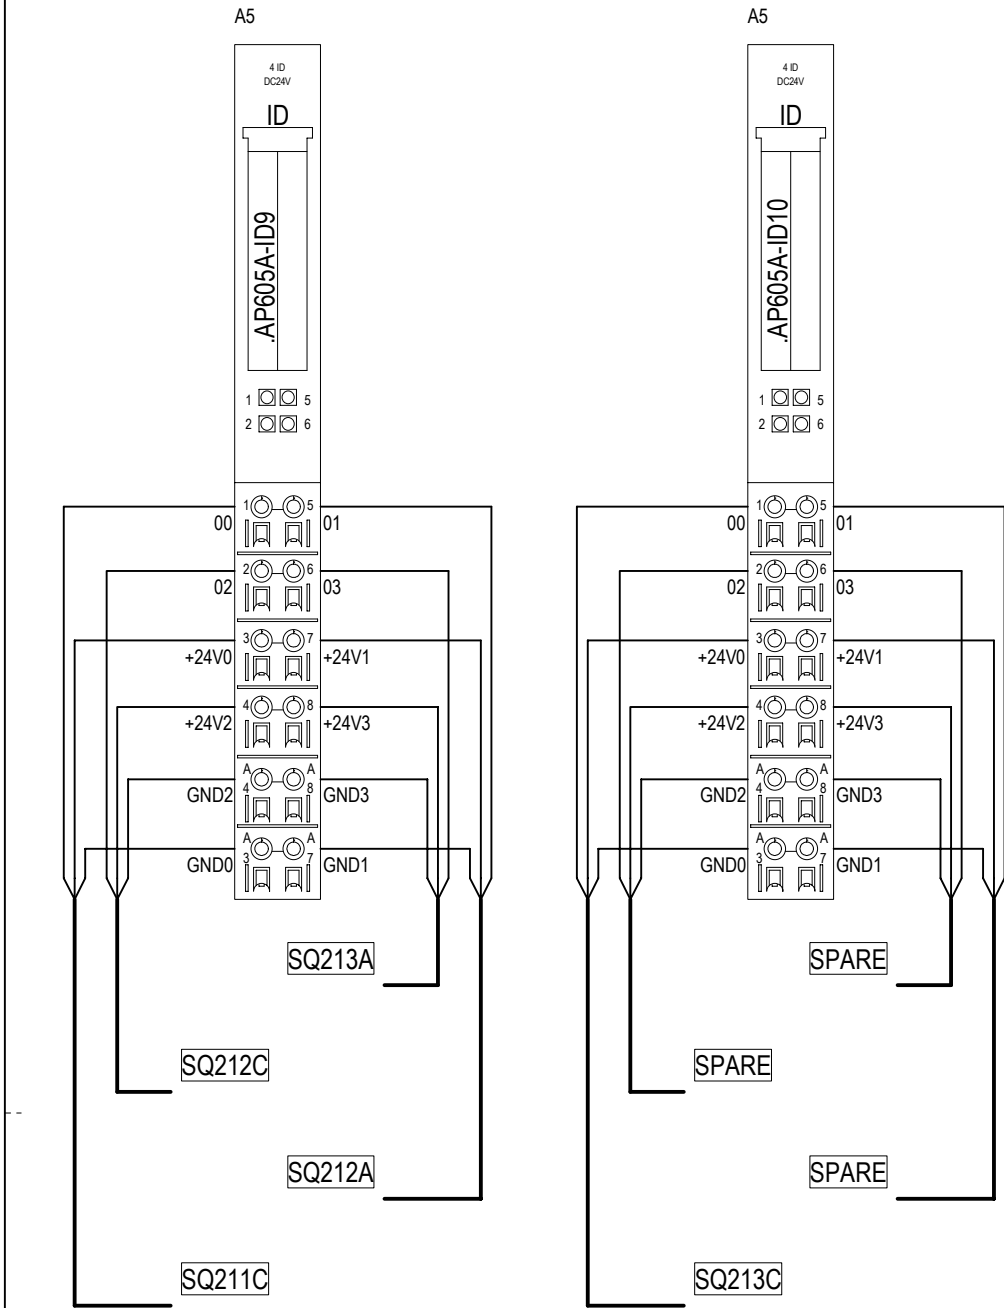 A5
4 ID
DC24V
ID
.AP605A-ID9
1 5
2 6
1 5
00 01
2 6
02 03
3 7
+24V0 +24V1
4 8
+24V2 +24V3
A A
4 8
GND2 GND3
A A
3 7
GND0 GND1
SQ213A
SQ212C
SQ212A
SQ211C
A5
4 ID
DC24V
ID
.AP605A-ID10
1 5
2 6
1 5
00 01
2 6
02 03
3 7
+24V0 +24V1
4 8
+24V2 +24V3
A A
4 8
GND2 GND3
A A
3 7
GND0 GND1
SPARE
SPARE
SPARE
SQ213C